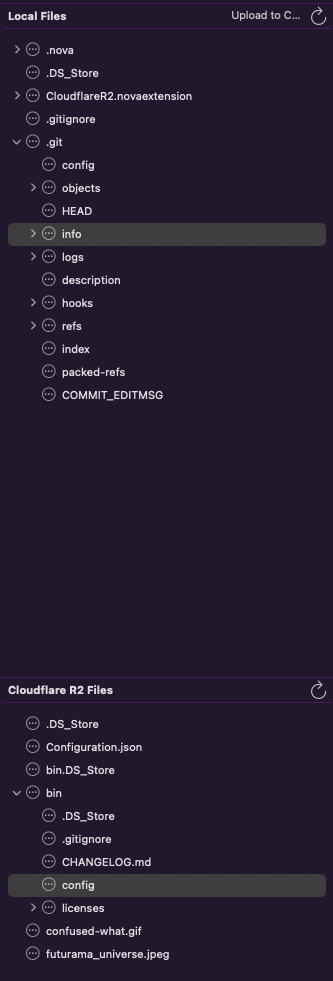 Local Files Upload to C...
.nova
.DS_Store
CloudflareR2.novaextension
.gitignore
.git
config
objects
HEAD
info
logs
description
hooks
refs
index
packed-refs
COMMIT_EDITMSG
Cloudflare R2 Files
.DS_Store
Configuration.json
bin.DS_Store
bin
.DS_Store
.gitignore
CHANGELOG.md
config
licenses
confused-what.gif
futurama_universe.jpeg